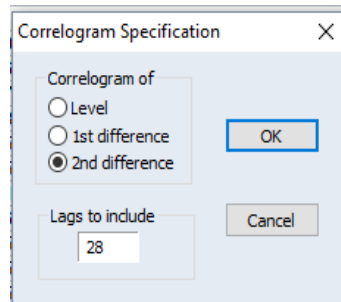 Correlogram Specification
Correlogram of
Level
1st difference
2nd difference
OK
Lags to include
28
Cancel